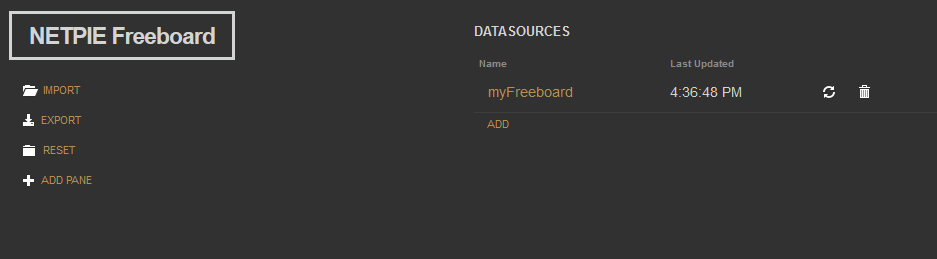 NETPIE Freeboard
IMPORT
EXPORT
RESET
ADD PANE
DATASOURCES
Name Last Updated
myFreeboard 4:36:48 PM
ADD